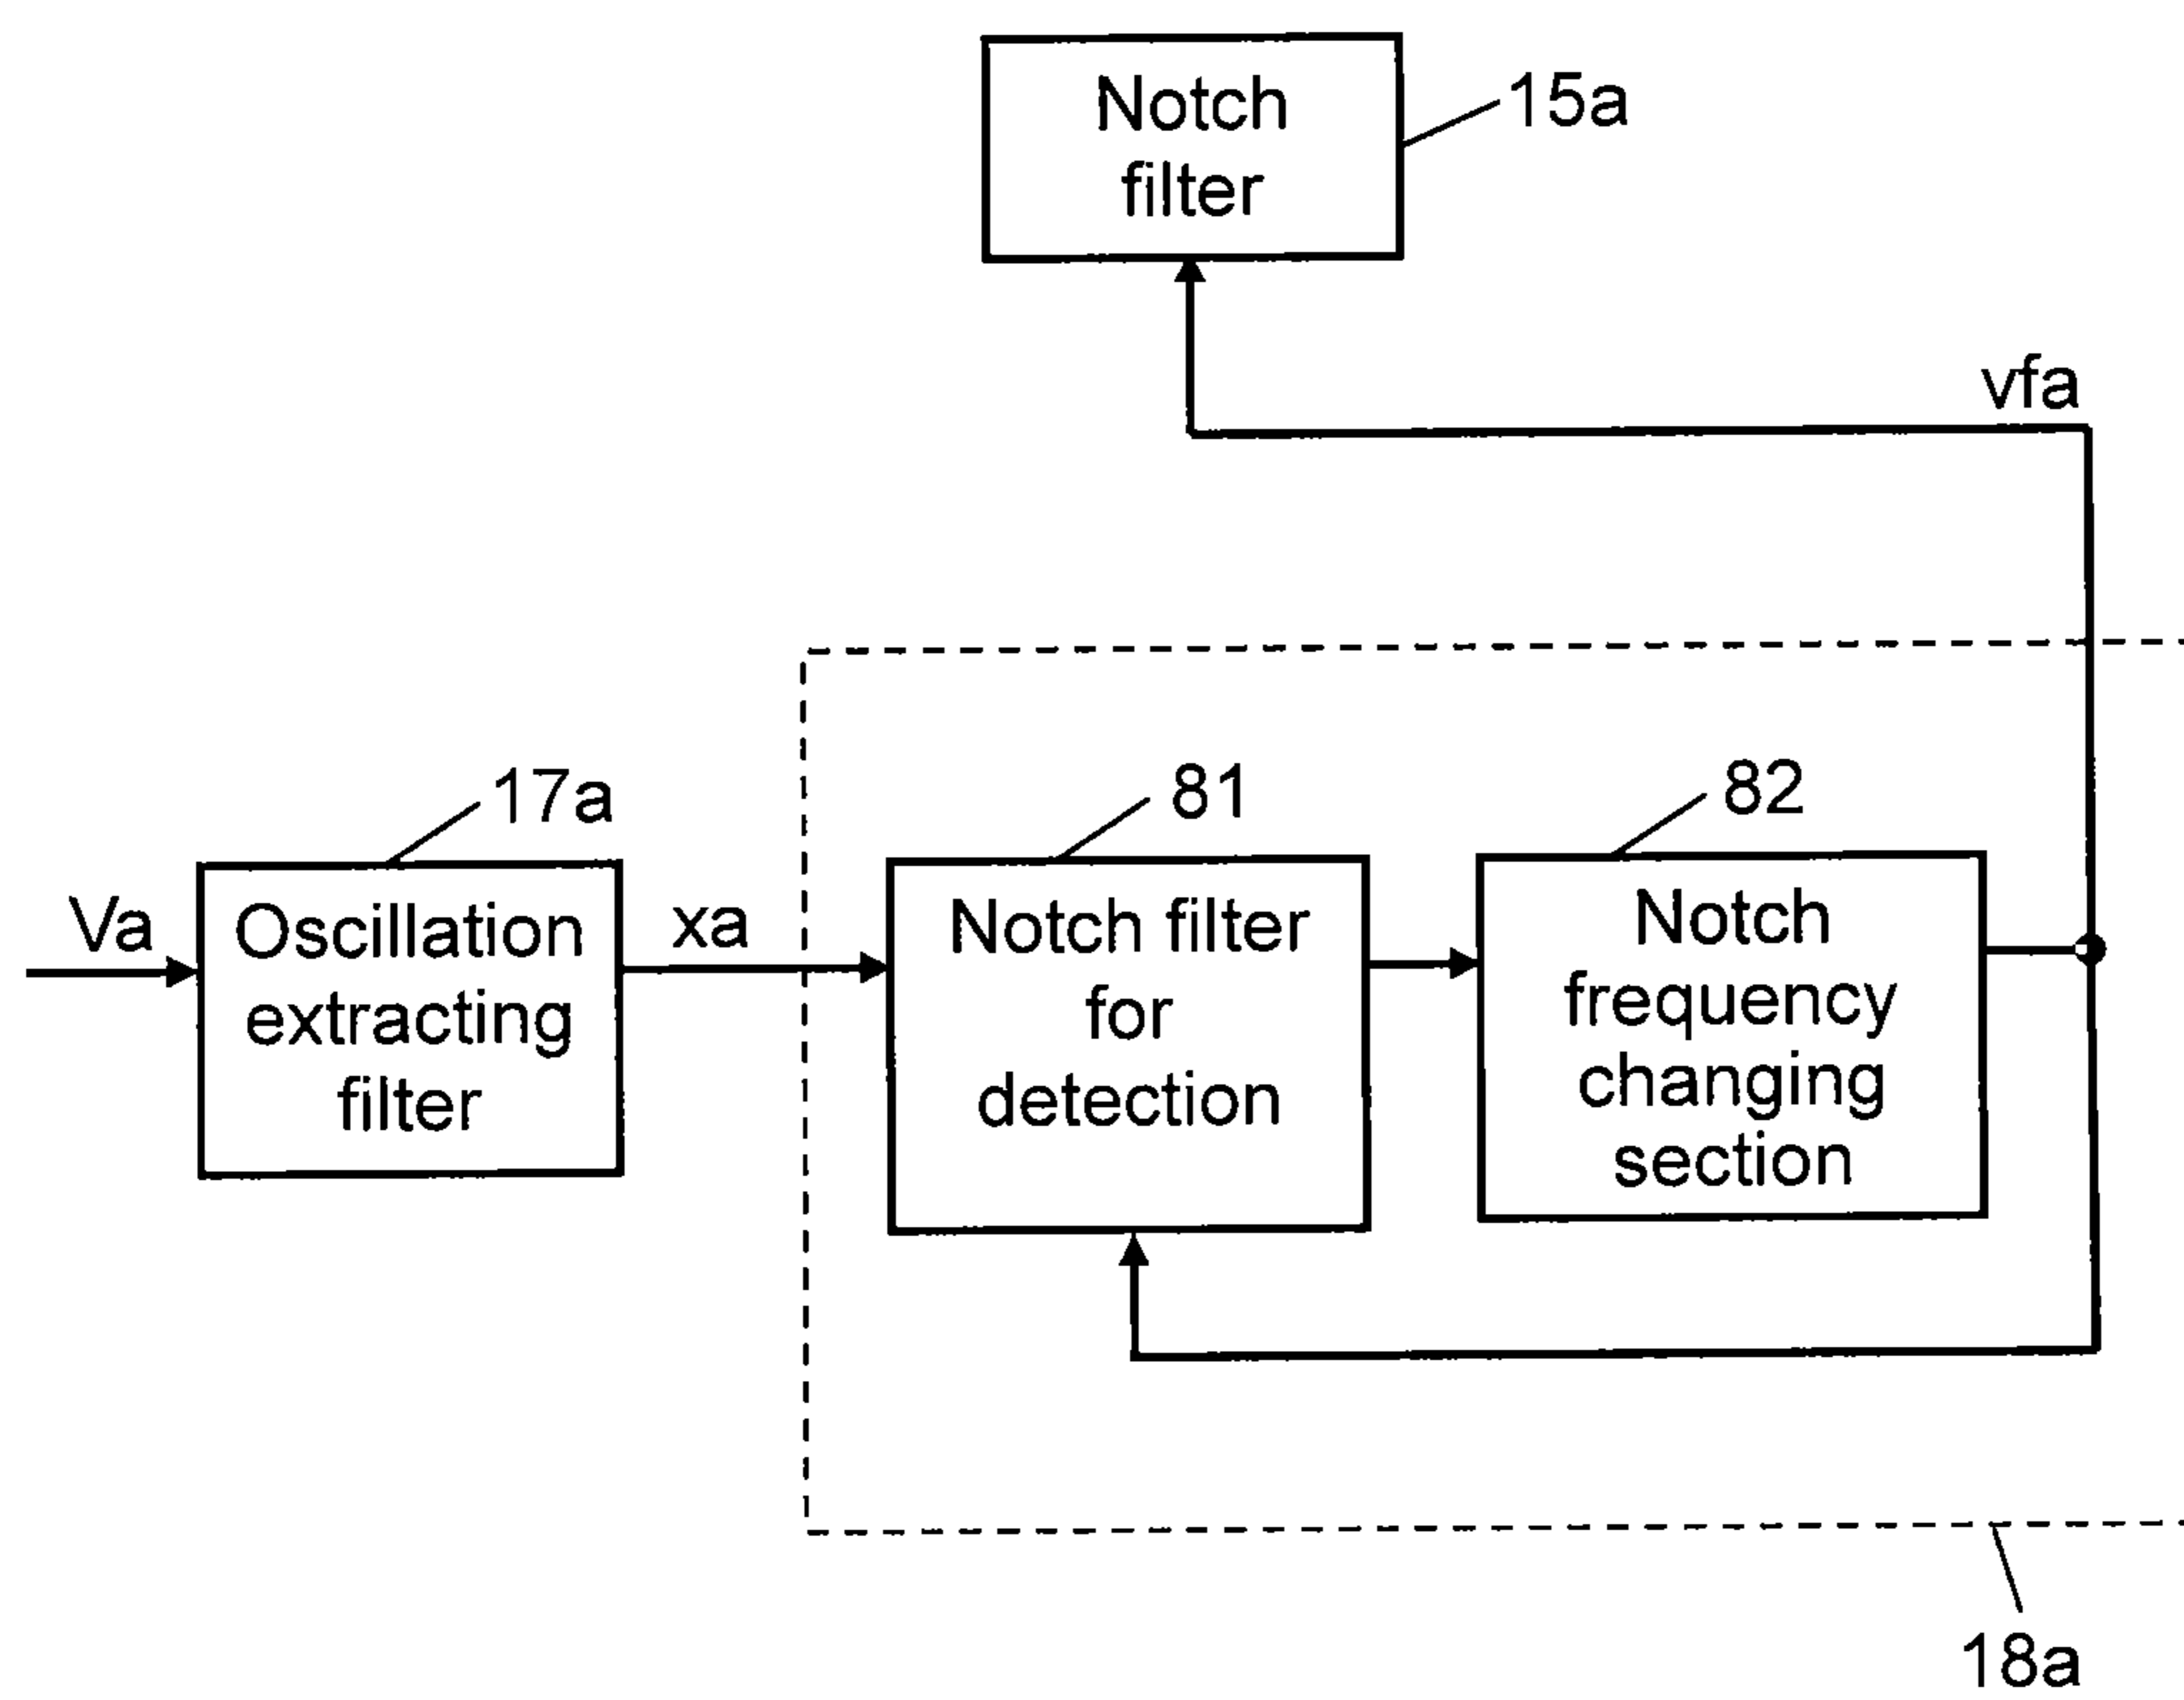 Notch
filter
15a
vfa
17a
81
82
Va
Oscillation
extracting
filter
xa
Notch filter
for
detection
Notch
frequency
changing
section
18a